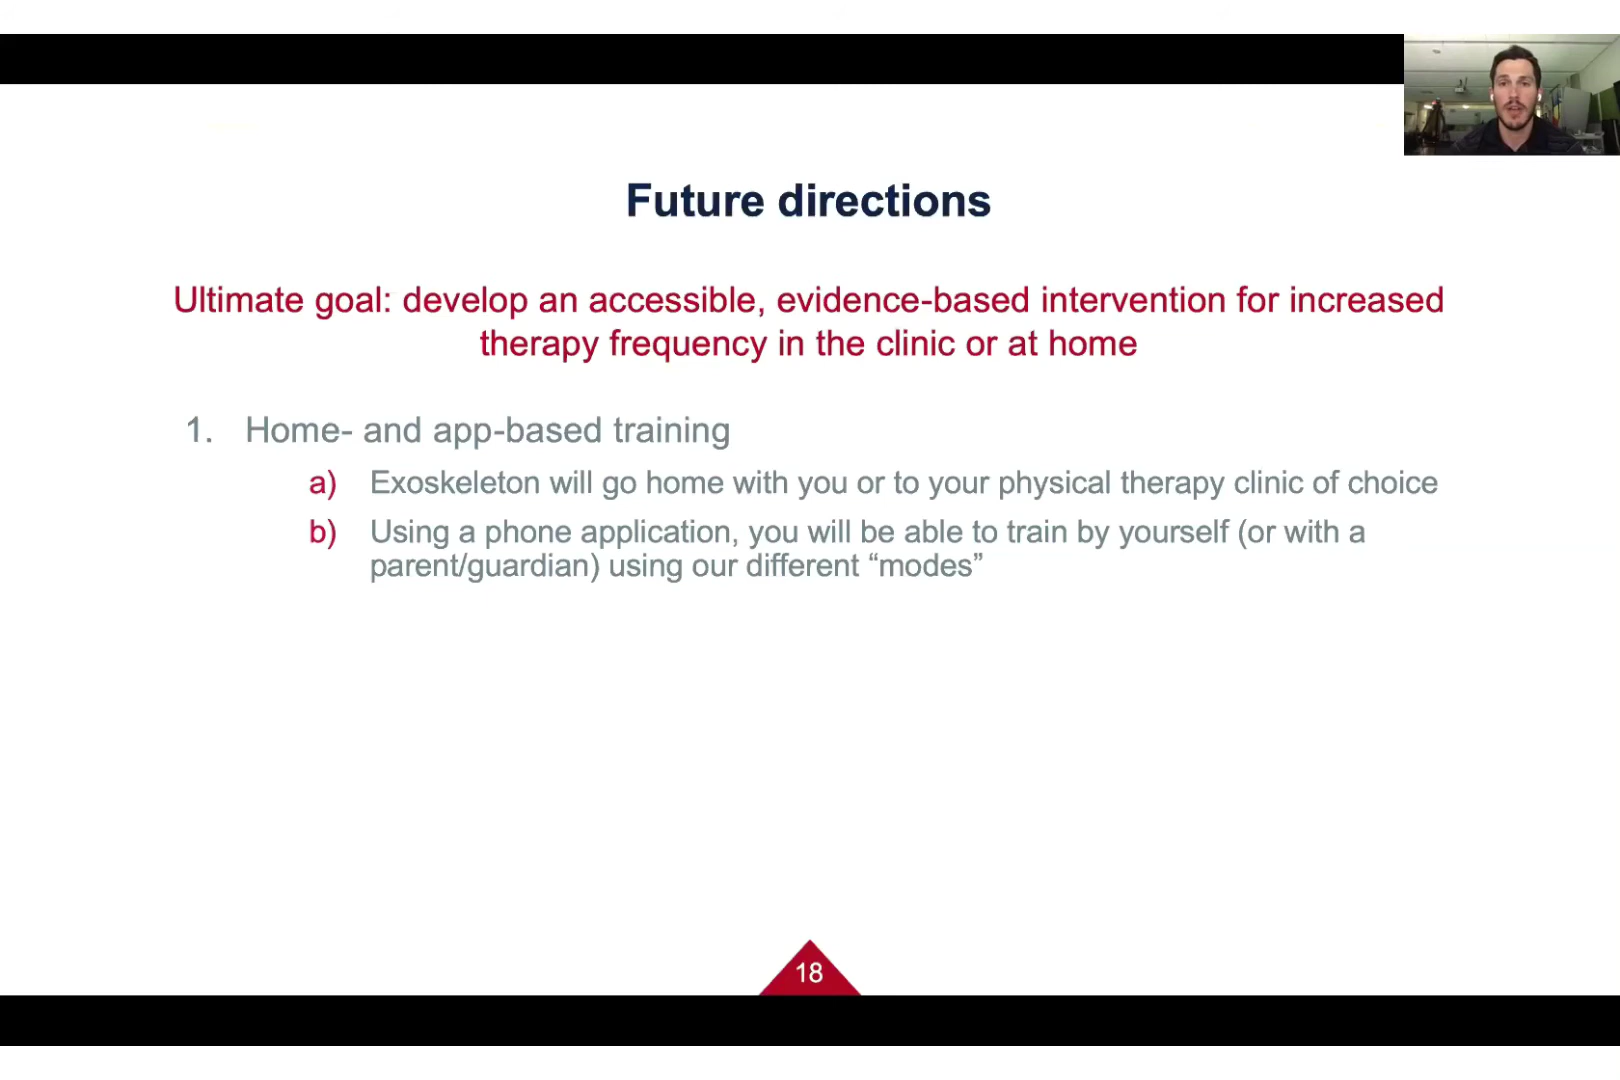 Future directions
Ultimate goal: develop an accessible, evidence-based intervention for increased
therapy frequency in the clinic or at home
1. Home- and app-based training
a) Exoskeleton will go home with you or to your physical therapy clinic of choice
b) Using a phone application, you will be able to train by yourself (or with a
parent/guardian) using our different “modes”
18